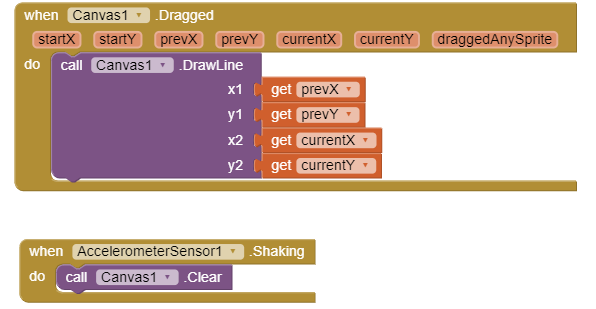 when Canvas1 .Dragged
startX startY prevX prevY currentX currentY draggedAnySprite
do call Canvas1 .DrawLine
x1 get prevX
y1 get prevY
x2 get currentX
y2 get currentY
when AccelerometerSensor1 .Shaking
do call Canvas1 .Clear